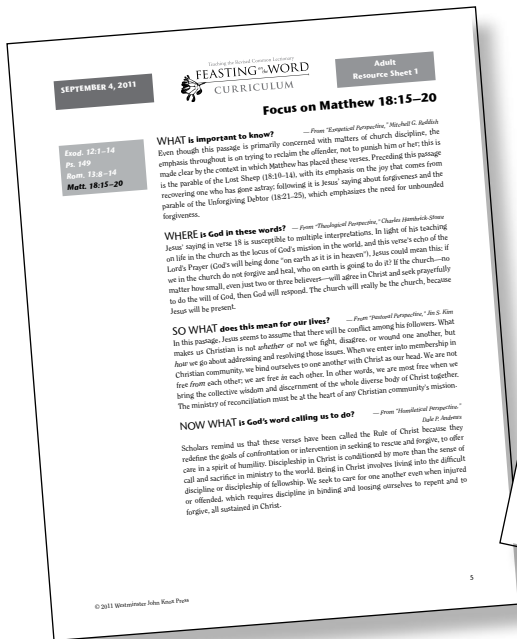 SEPTEMBER 4, 2011
Teaching the Revised Common Lectionary
FEASTING on the WORD
CURRICULUM
Adult
Resource Sheet 1
Focus on Matthew 18:15–20
Exod. 12:1–14
Ps. 149
Rom. 13:8–14
Matt. 18:15–20
WHAT is important to know? — From "Exegetical Perspective," Mitchell G. Reddish
Even though this passage is primarily concerned with matters of church discipline, the
emphasis throughout is on trying to reclaim the offender, not to punish him or her; this is
made clear by the context in which Matthew has placed these verses. Preceding this passage
is the parable of the Lost Sheep (18:10–14), with its emphasis on the joy that comes from
recovering one who has gone astray; following it is Jesus' saying about forgiveness and the
parable of the Unforgiving Debtor (18:21–25), which emphasizes the need for unbounded
forgiveness.
WHERE is God in these words? — From "Theological Perspective," Charles Hambrick-Stowe
Jesus' saying in verse 18 is susceptible to multiple interpretations. In light of his teaching
on life in the church as the locus of God's mission in the world, and this verse's echo of the
Lord's Prayer (God's will being done "on earth as it is in heaven"), Jesus could mean this: if
we in the church do not forgive and heal, who on earth is going to do it? If the church—no
matter how small, even just two or three believers—will agree in Christ and seek prayerfully
to do the will of God, then God will respond. The church will really be the church, because
Jesus will be present.
SO WHAT does this mean for our lives? — From "Pastoral Perspective," Jin S. Kim
In this passage, Jesus seems to assume that there will be conflict among his followers. What
makes us Christian is not whether or not we fight, disagree, or wound one another, but
how we go about addressing and resolving those issues. When we enter into membership in
Christian community, we bind ourselves to one another with Christ as our head. We are not
free from each other; we are free in each other. In other words, we are most free when we
bring the collective wisdom and discernment of the whole diverse body of Christ together.
The ministry of reconciliation must be at the heart of any Christian community's mission.
NOW WHAT is God's word calling us to do? — From "Homiletical Perspective,"
Dale P. Andrews
Scholars remind us that these verses have been called the Rule of Christ because they
redefine the goals of confrontation or intervention in seeking to rescue and forgive, to offer
care in a spirit of humility. Discipleship in Christ is conditioned by more than the sense of
call and sacrifice in ministry to the world. Being in Christ involves living into the difficult
discipline or discipleship of fellowship. We seek to care for one another even when injured
or offended, which requires discipline in binding and loosing ourselves to repent and to
forgive, all sustained in Christ.
5
© 2011 Westminster John Knox Press